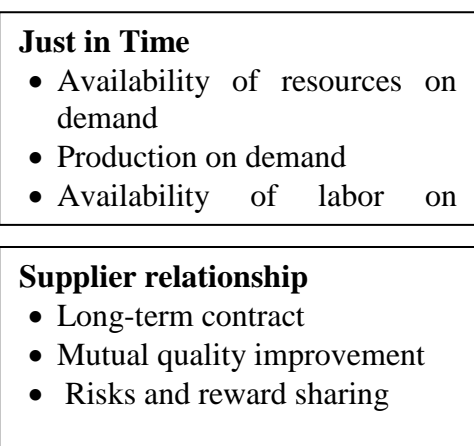 Just in Time
• Availability of resources on
demand
• Production on demand
• Availability of labor on
Supplier relationship
• Long-term contract
• Mutual quality improvement
• Risks and reward sharing